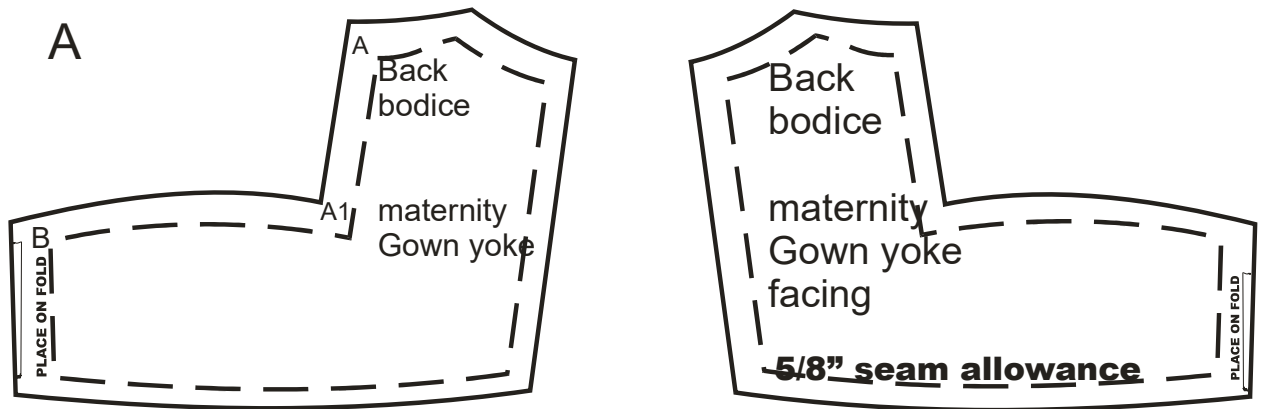 A
A
Back
bodice
A1
maternity
Gown yoke
B
PLACE ON FOLD
Back
bodice
maternity
Gown yoke
facing
5/8” seam allowance
PLACE ON FOLD